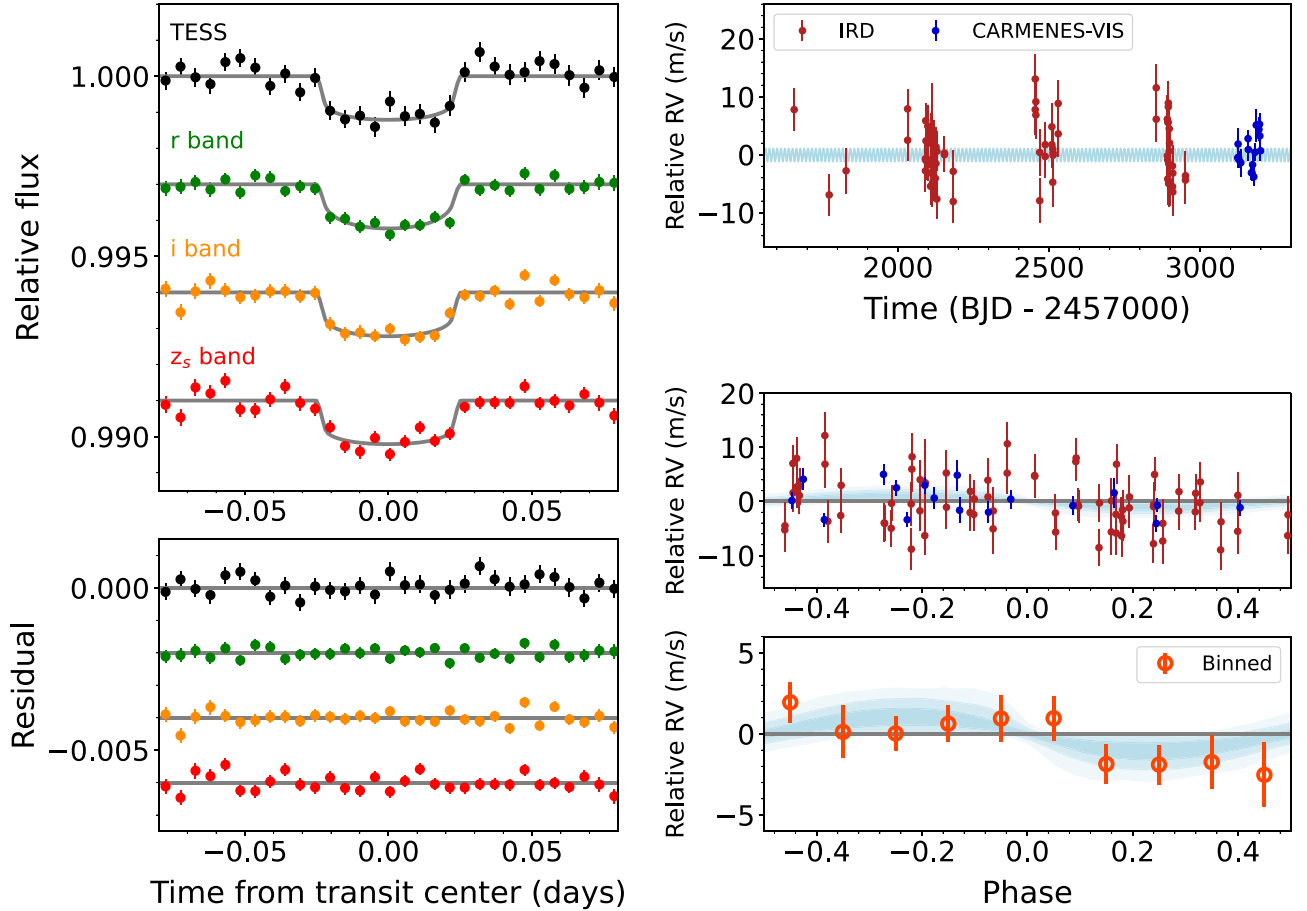 TESS
1.000
r band
i band
0.995
z_s band
0.990
Relative flux
−0.05
0.00
0.05
0.000
−0.005
Residual
−0.05
0.00
0.05
Time from transit center (days)
IRD
CARMENES-VIS
20
10
0
−10
Relative RV (m/s)
2000
2500
3000
Time (BJD - 2457000)
20
10
0
−10
Relative RV (m/s)
−0.4
−0.2
0.0
0.2
0.4
Binned
5
0
−5
Relative RV (m/s)
−0.4
−0.2
0.0
0.2
0.4
Phase